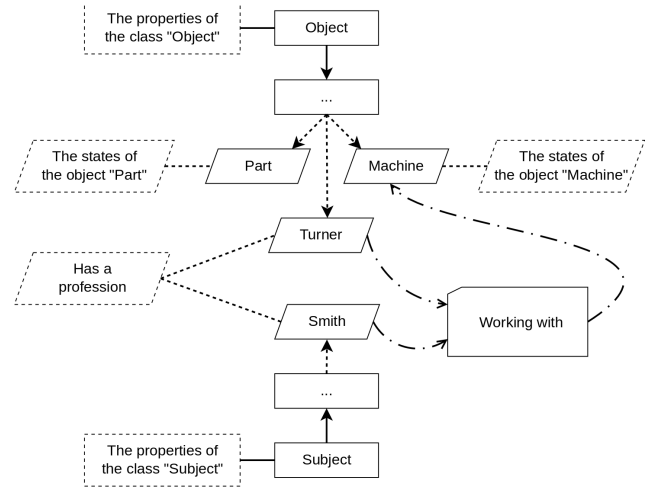 The properties of
the class "Object"
Object
...
The states of
the object "Part"
Part
Machine
The states of
the object "Machine"
Turner
Has a
profession
Smith
Working with
...
The properties of
the class "Subject"
Subject